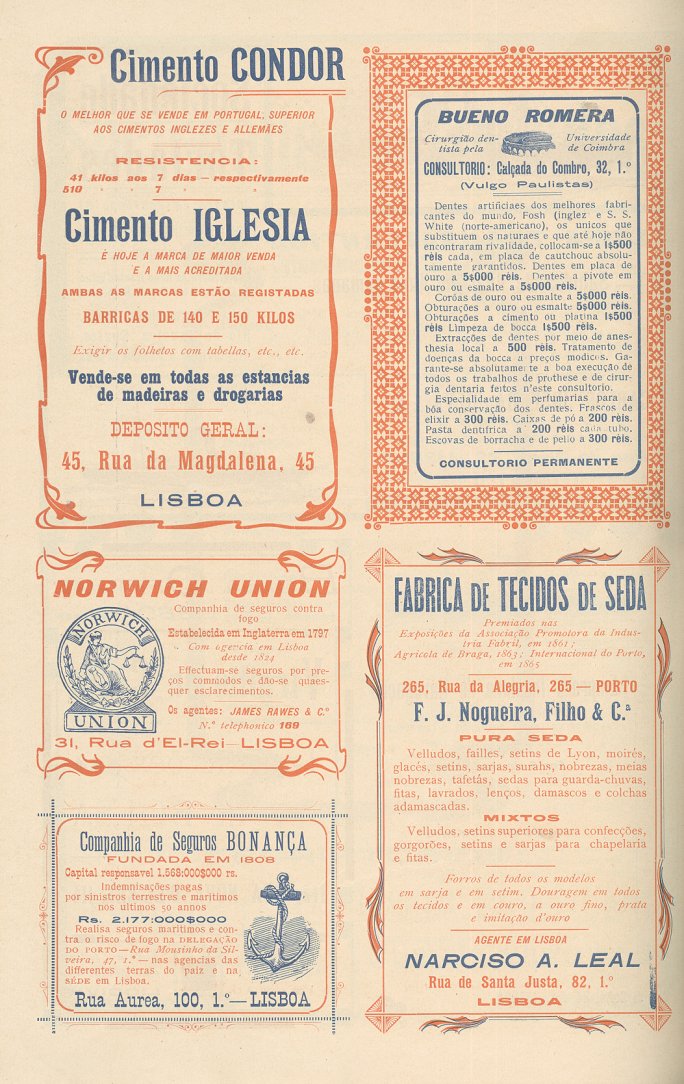 Cimento CONDOR
O MELHOR QUE SE VENDE EM PORTUGAL, SUPERIOR
AOS CIMENTOS INGLEZES E ALLEMÃES
RESISTENCIA:
41 kilos aos 7 dias — respectivamente
510 " " 7 " "
Cimento IGLESIA
É HOJE A MARCA DE MAIOR VENDA
E A MAIS ACREDITADA
AMBAS AS MARCAS ESTÃO REGISTADAS
BARRICAS DE 140 E 150 KILOS
Exigir os folhetos com tabellas, etc., etc.
Vende-se em todas as estancias
de madeiras e drogarias
DEPOSITO GERAL:
45, Rua da Magdalena, 45
LISBOA
BUENO ROMERA
Cirurgião den-
tista pela
Universidade
de Coimbra
CONSULTORIO: Calçada do Combro, 32, 1.º
(Vulgo Paulistas)
Dentes artificiaes dos melhores fabri-
cantes do mundo, Fosh (inglez e S. S.
White (norte-americano), os unicos que
substituem os naturaes e que até hoje não
encontraram rivalidade, collocam-se a 1$500
réis cada, em placa de cautchouc absolu-
tamente garantidos. Dentes em placa de
ouro a 5$000 réis. Dentes a pivote em
ouro ou esmalte a 5$000 réis.
Corôas de ouro ou esmalte a 5$000 réis.
Obturações a ouro ou esmalte 5$000 réis.
Obturações a cimento ou platina 1$500
réis Limpeza de bocca 1$500 réis.
Extracções de dentes por meio de anes-
thesia local a 500 réis. Tratamento de
doenças da bocca a preços modicos. Ga-
rante-se absolutamente a boa execução de
todos os trabalhos de prothese e de cirur-
gia dentaria feitos n'este consultorio.
Especialidade em perfumarias para a
bôa conservação dos dentes. Frascos de
elixir a 300 réis. Caixas de pó a 200 réis.
Pasta dentifrica a 200 réis cada tubo.
Escovas de borracha e de pello a 300 réis.
CONSULTORIO PERMANENTE
NORWICH UNION
NORWICH
UNION
Companhia de seguros contra
fogo
Estabelecida em Inglaterra em 1797
Com agencia em Lisboa
desde 1824
Effectuam-se seguros por pre-
ços commodos e dão-se quaes-
quer esclarecimentos.
Os agentes: JAMES RAWES & C.º
N.º telephonico 169
31, Rua d'El-Rei—LISBOA
Companhia de Seguros BONANÇA
FUNDADA EM 1808
Capital responsavel 1.568:000$000 rs.
Indemnisações pagas
por sinistros terrestres e maritimos
nos ultimos 50 annos
Rs. 2.177:000$000
Realisa seguros maritimos e con-
tra o risco de fogo na DELEGAÇÃO
DO PORTO—Rua Mousinho da Sil-
veira, 47, 1.º—nas agencias das
differentes terras do paiz e na
SÉDE em Lisboa.
Rua Aurea, 100, 1.º—LISBOA
FABRICA DE TECIDOS DE SEDA
Premiados nas
Exposições da Associação Promotora da Indus-
tria Fabril, em 1861;
Agricola de Braga, 1863; Internacional do Porto,
em 1865
265, Rua da Alegria, 265 — PORTO
F. J. Nogueira, Filho & C.ª
PURA SEDA
Velludos, failles, setins de Lyon, moirés,
glacés, setins, sarjas, surahs, nobrezas, meias
nobrezas, tafetás, sedas para guarda-chuvas,
fitas, lavrados, lenços, damascos e colchas
adamascadas.
MIXTOS
Velludos, setins superiores para confecções,
gorgorões, setins e sarjas para chapelaria
e fitas.
Forros de todos os modelos
em sarja e em setim. Douragem em todos
os tecidos e em couro, a ouro fino, prata
e imitação d'ouro
AGENTE EM LISBOA
NARCISO A. LEAL
Rua de Santa Justa, 82, 1.º
LISBOA